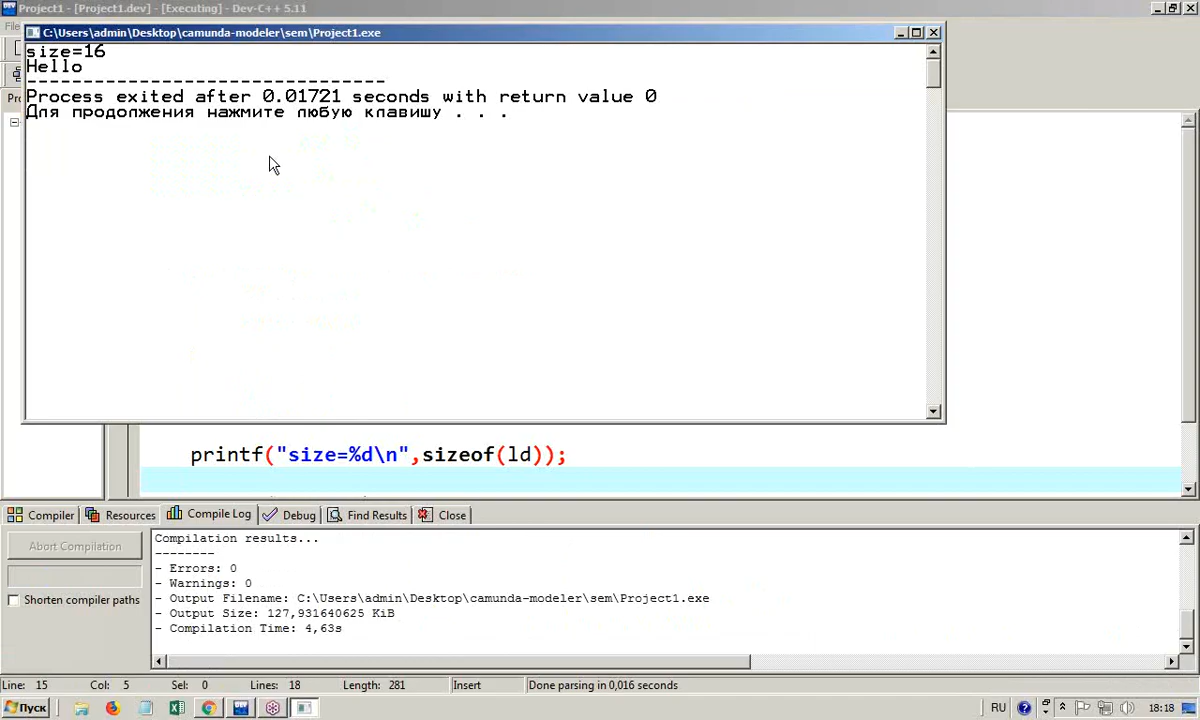 Project1 - [Project1.dev] - [Executing] - Dev-C++ 5.11
C:\Users\admin\Desktop\camunda-modeler\sem\Project1.exe
size=16
Hello
--------------------------------
Process exited after 0.01721 seconds with return value 0
Для продолжения нажмите любую клавишу . . .
printf("size=%d\n",sizeof(ld));
Compiler
Resources
Compile Log
Debug
Find Results
Close
Abort Compilation
Shorten compiler paths
Compilation results...
--------
- Errors: 0
- Warnings: 0
- Output Filename: C:\Users\admin\Desktop\camunda-modeler\sem\Project1.exe
- Output Size: 127,931640625 KiB
- Compilation Time: 4,63s
Line: 15 Col: 5 Sel: 0 Lines: 18 Length: 281 Insert Done parsing in 0,016 seconds
Пуск
RU
18:18